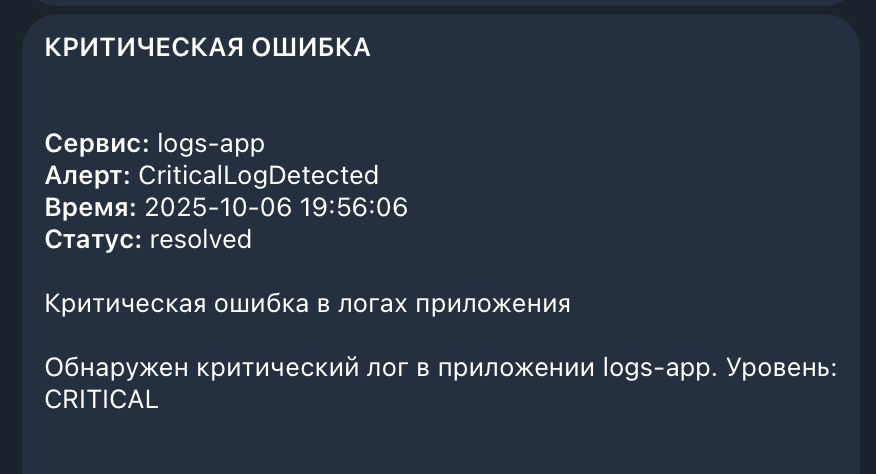 КРИТИЧЕСКАЯ ОШИБКА
Сервис: logs-app
Алерт: CriticalLogDetected
Время: 2025-10-06 19:56:06
Статус: resolved
Критическая ошибка в логах приложения
Обнаружен критический лог в приложении logs-app. Уровень:
CRITICAL